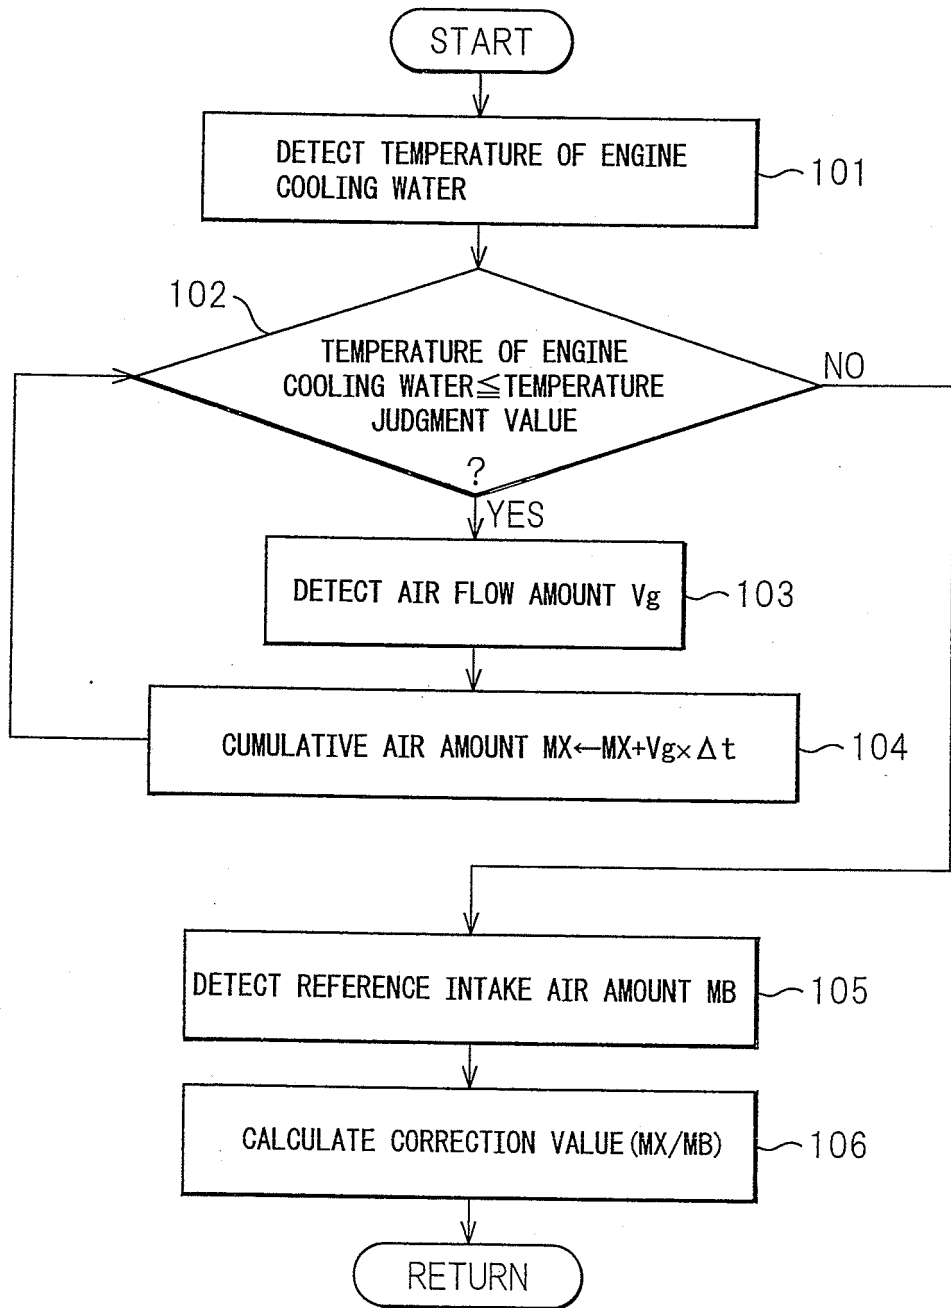 START
DETECT TEMPERATURE OF ENGINE
COOLING WATER
101
102
TEMPERATURE OF ENGINE
COOLING WATER≦TEMPERATURE
JUDGMENT VALUE
?
NO
YES
DETECT AIR FLOW AMOUNT Vg
103
CUMULATIVE AIR AMOUNT MX←MX+Vg×Δt
104
DETECT REFERENCE INTAKE AIR AMOUNT MB
105
CALCULATE CORRECTION VALUE(MX/MB)
106
RETURN